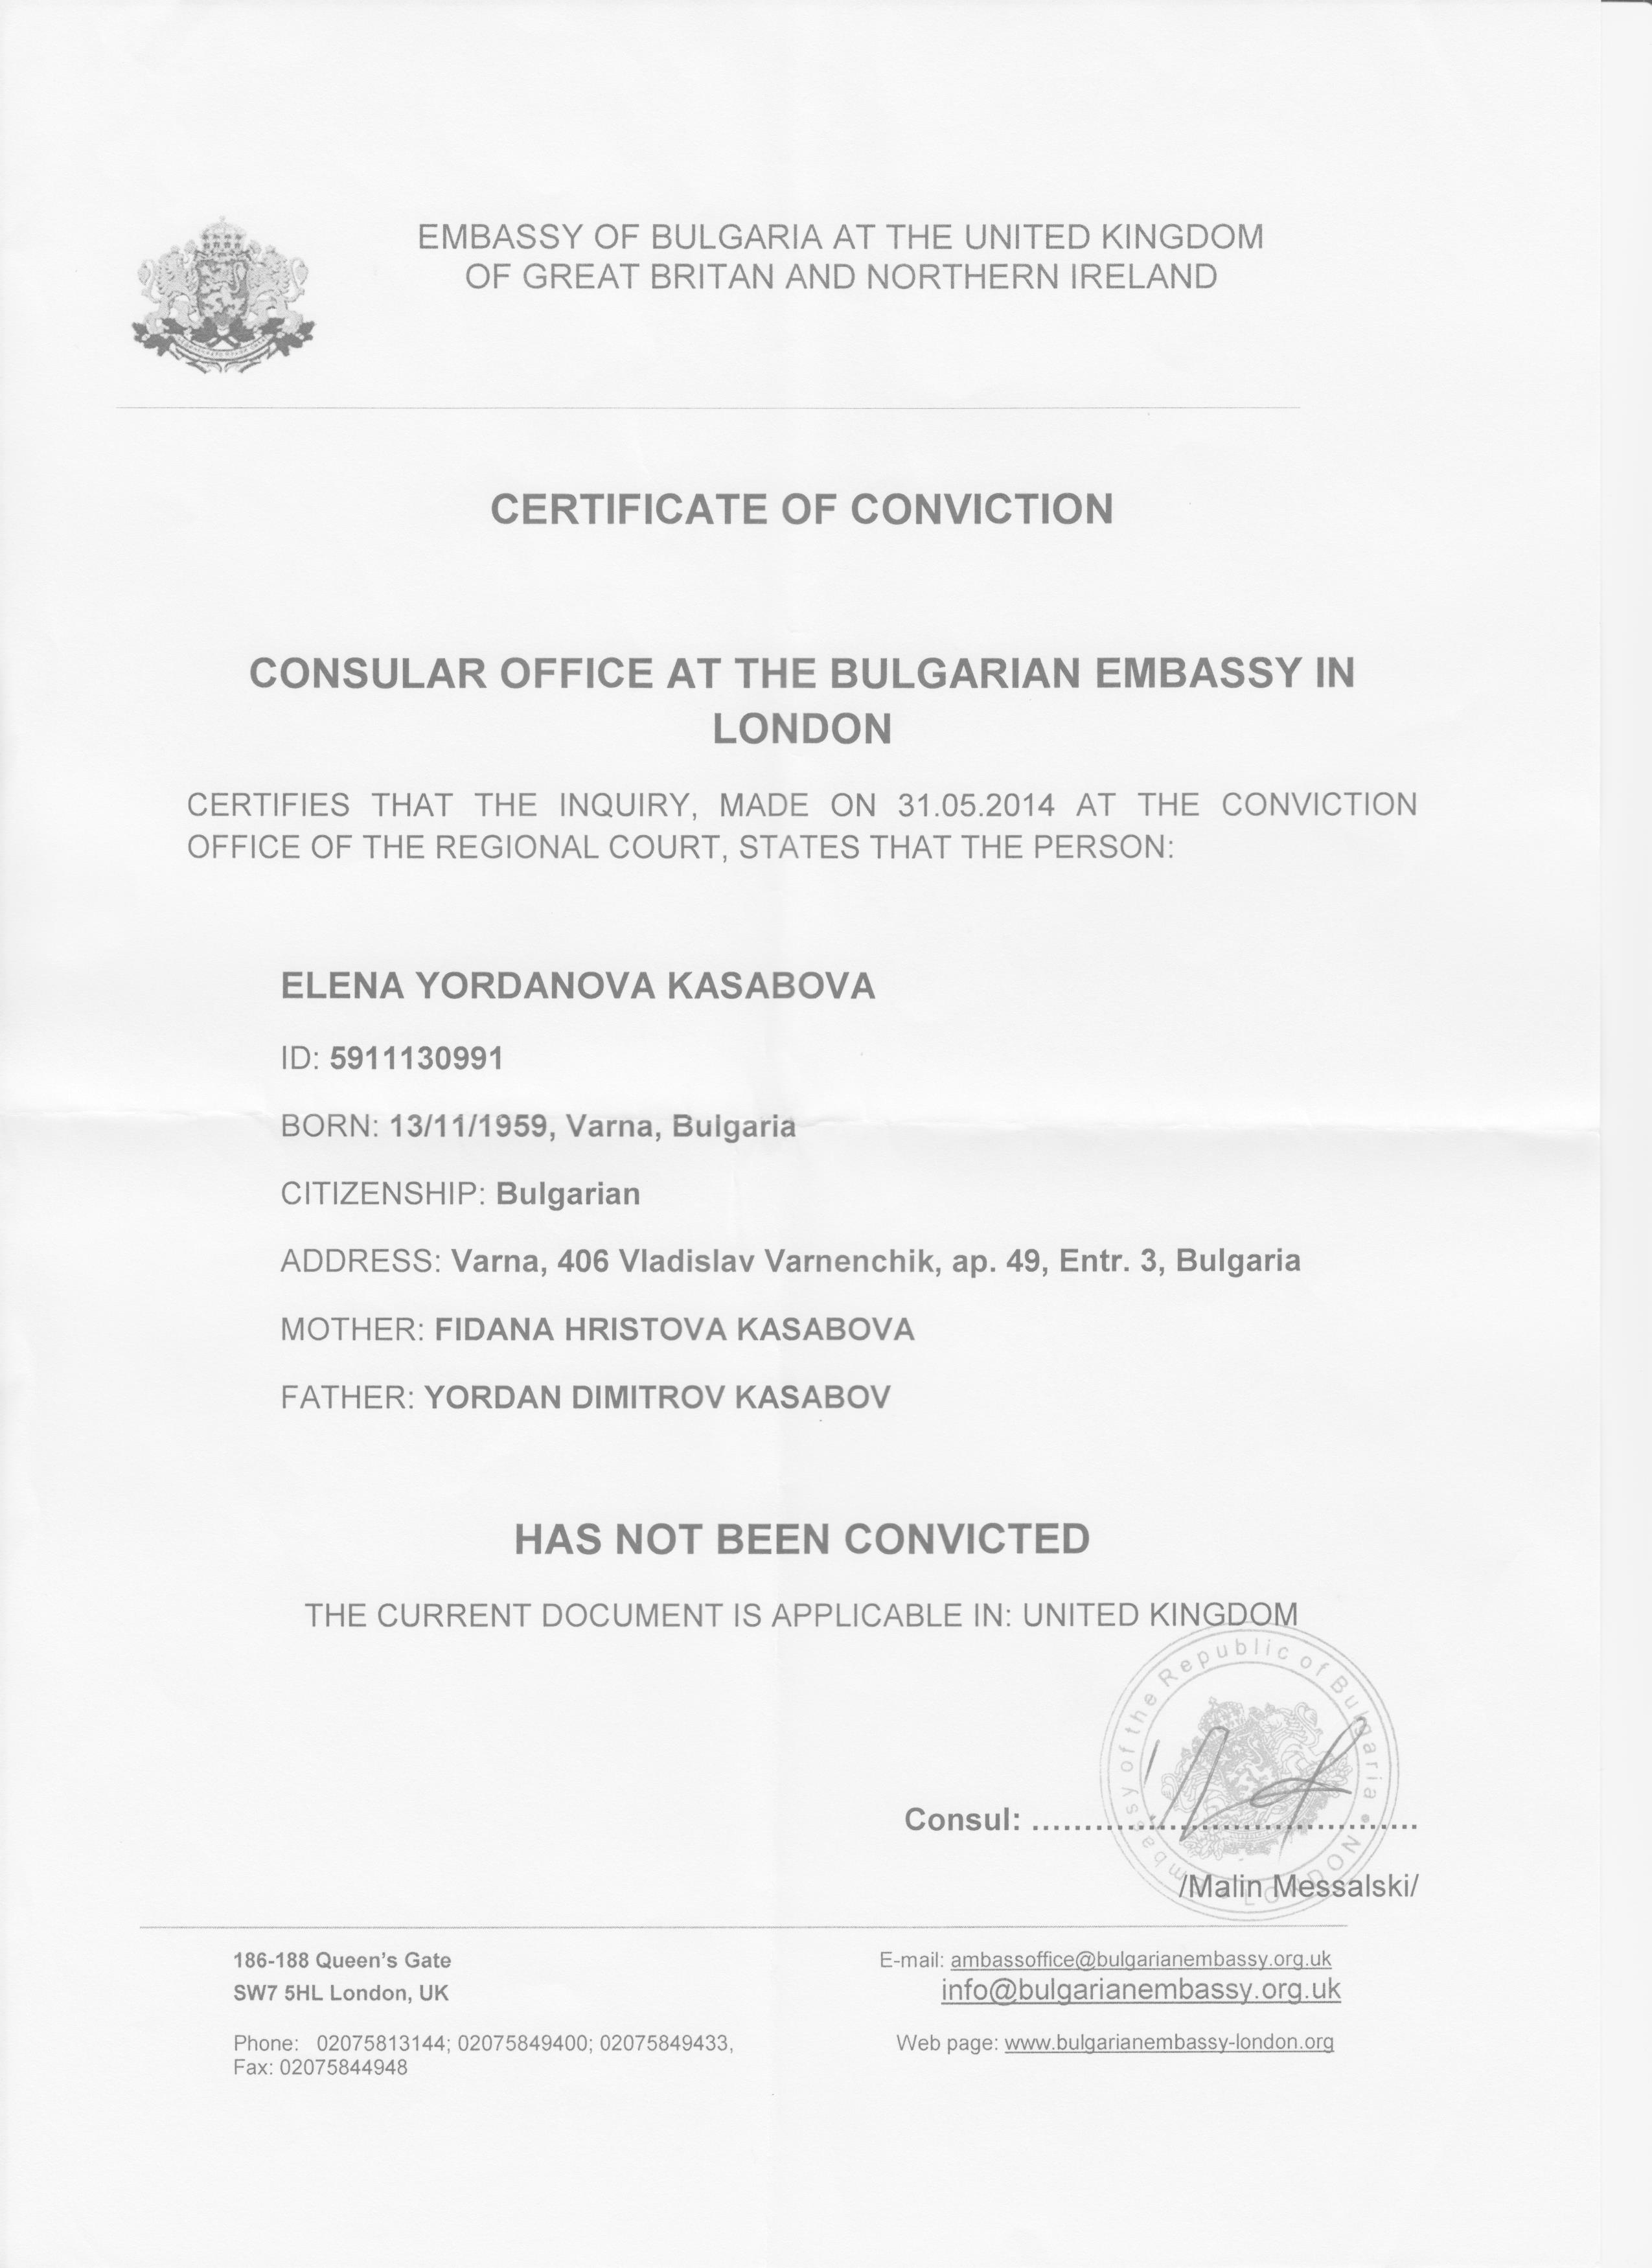 EMBASSY OF BULGARIA AT THE UNITED KINGDOM
OF GREAT BRITAN AND NORTHERN IRELAND
CERTIFICATE OF CONVICTION
CONSULAR OFFICE AT THE BULGARIAN EMBASSY IN
LONDON
CERTIFIES THAT THE INQUIRY, MADE ON 31.05.2014 AT THE CONVICTION
OFFICE OF THE REGIONAL COURT, STATES THAT THE PERSON:
ELENA YORDANOVA KASABOVA
ID: 5911130991
BORN: 13/11/1959, Varna, Bulgaria
CITIZENSHIP: Bulgarian
ADDRESS: Varna, 406 Vladislav Varnenchik, ap. 49, Entr. 3, Bulgaria
MOTHER: FIDANA HRISTOVA KASABOVA
FATHER: YORDAN DIMITROV KASABOV
HAS NOT BEEN CONVICTED
THE CURRENT DOCUMENT IS APPLICABLE IN: UNITED KINGDOM
Embassy of the Republic of Bulgaria • LONDON
Consul: .....................................
/Malin Messalski/
186-188 Queen's Gate
SW7 5HL London, UK
Phone: 02075813144; 02075849400; 02075849433,
Fax: 02075844948
E-mail: ambassoffice@bulgarianembassy.org.uk
info@bulgarianembassy.org.uk
Web page: www.bulgarianembassy-london.org